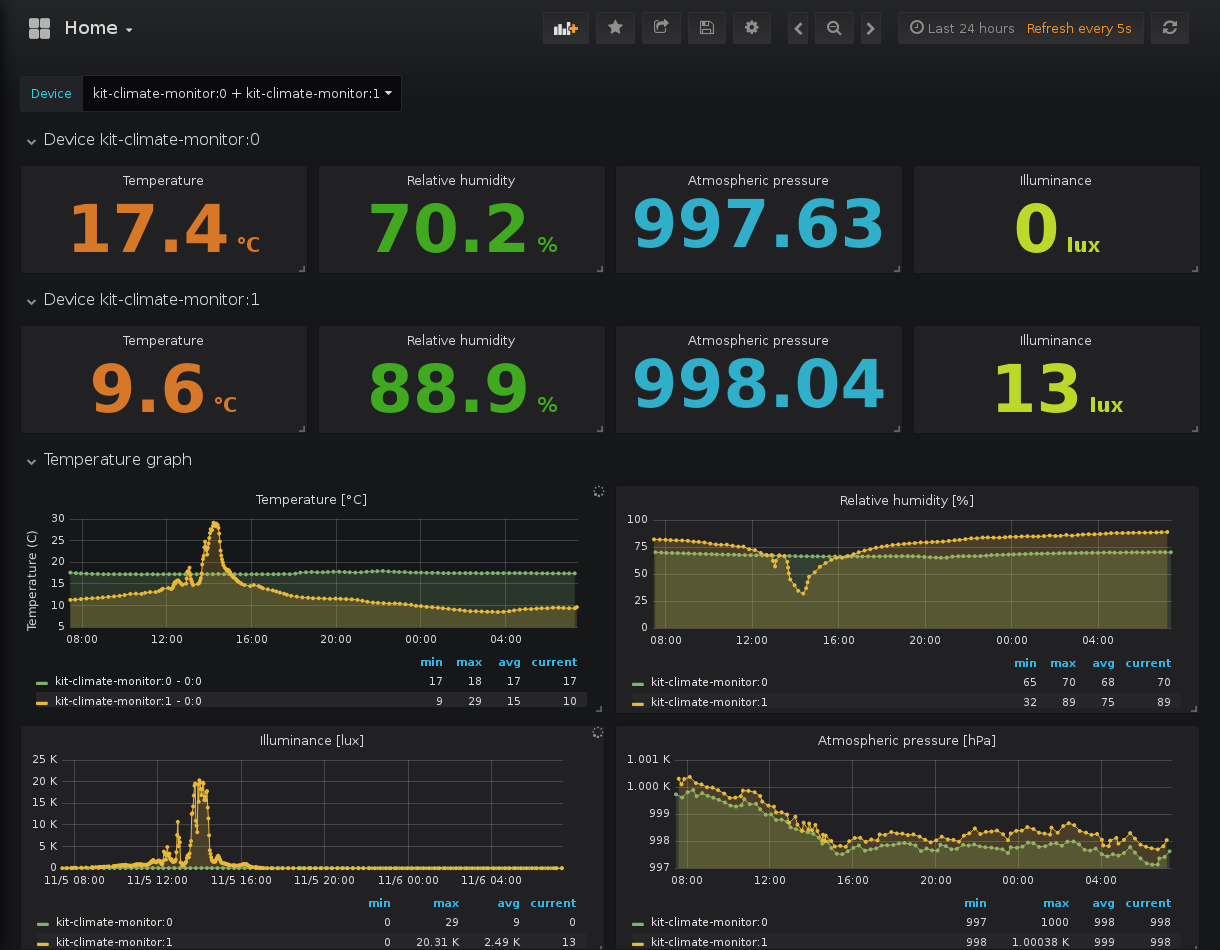 Home
Last 24 hours Refresh every 5s
Device kit-climate-monitor:0 + kit-climate-monitor:1
Device kit-climate-monitor:0
Temperature Relative humidity Atmospheric pressure Illuminance
17.4 °C 70.2 % 997.63 0 lux
Device kit-climate-monitor:1
Temperature Relative humidity Atmospheric pressure Illuminance
9.6 °C 88.9 % 998.04 13 lux
Temperature graph
Temperature [°C]
Temperature (C)
30
25
20
15
10
5
08:00 12:00 16:00 20:00 00:00 04:00
min max avg current
kit-climate-monitor:0 - 0:0 17 18 17 17
kit-climate-monitor:1 - 0:0 9 29 15 10
Relative humidity [%]
100
75
50
25
0
08:00 12:00 16:00 20:00 00:00 04:00
min max avg current
kit-climate-monitor:0 65 70 68 70
kit-climate-monitor:1 32 89 75 89
Illuminance [lux]
25 K
20 K
15 K
10 K
5 K
0
11/5 08:00 11/5 12:00 11/5 16:00 11/5 20:00 11/6 00:00 11/6 04:00
min max avg current
kit-climate-monitor:0 0 29 9 0
kit-climate-monitor:1 0 20.31 K 2.49 K 13
Atmospheric pressure [hPa]
1.001 K
1.000 K
999
998
997
08:00 12:00 16:00 20:00 00:00 04:00
min max avg current
kit-climate-monitor:0 997 1000 998 998
kit-climate-monitor:1 998 1.00038 K 999 998